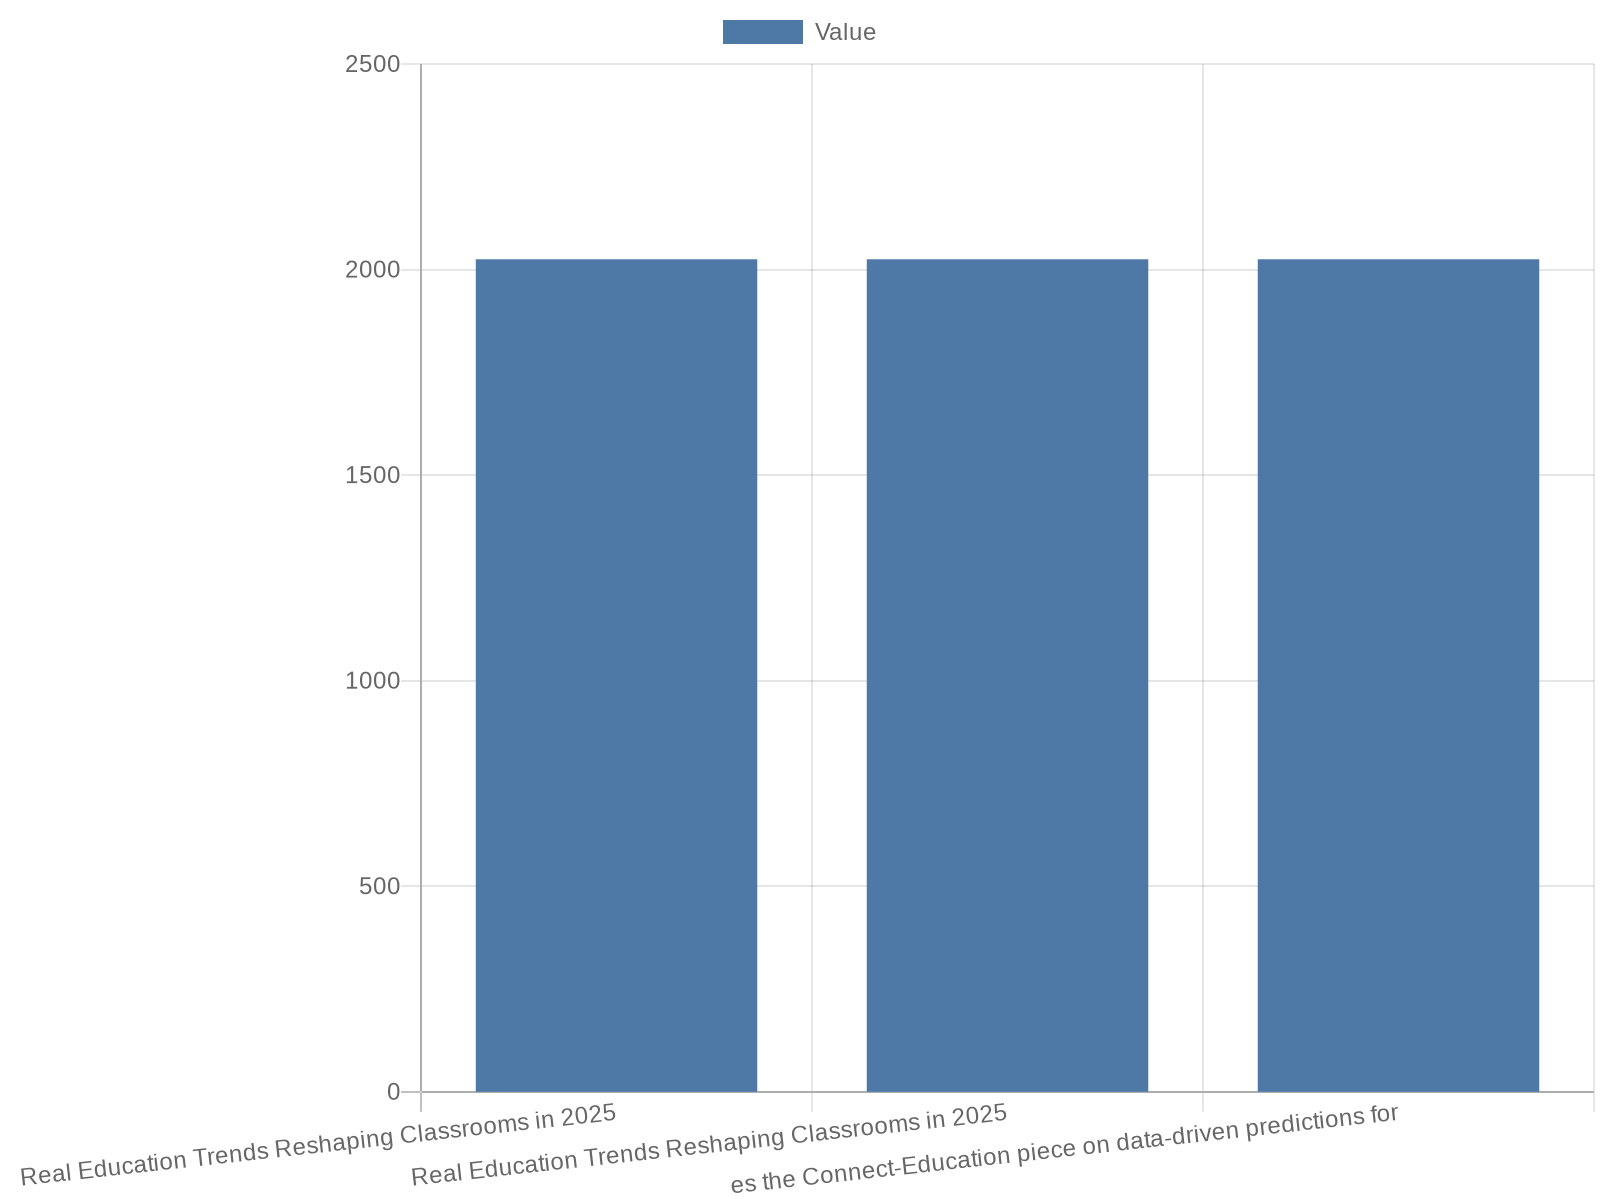 Value
2500
2000
1500
1000
500
0
Real Education Trends Reshaping Classrooms in 2025
Real Education Trends Reshaping Classrooms in 2025
es the Connect-Education piece on data-driven predictions for